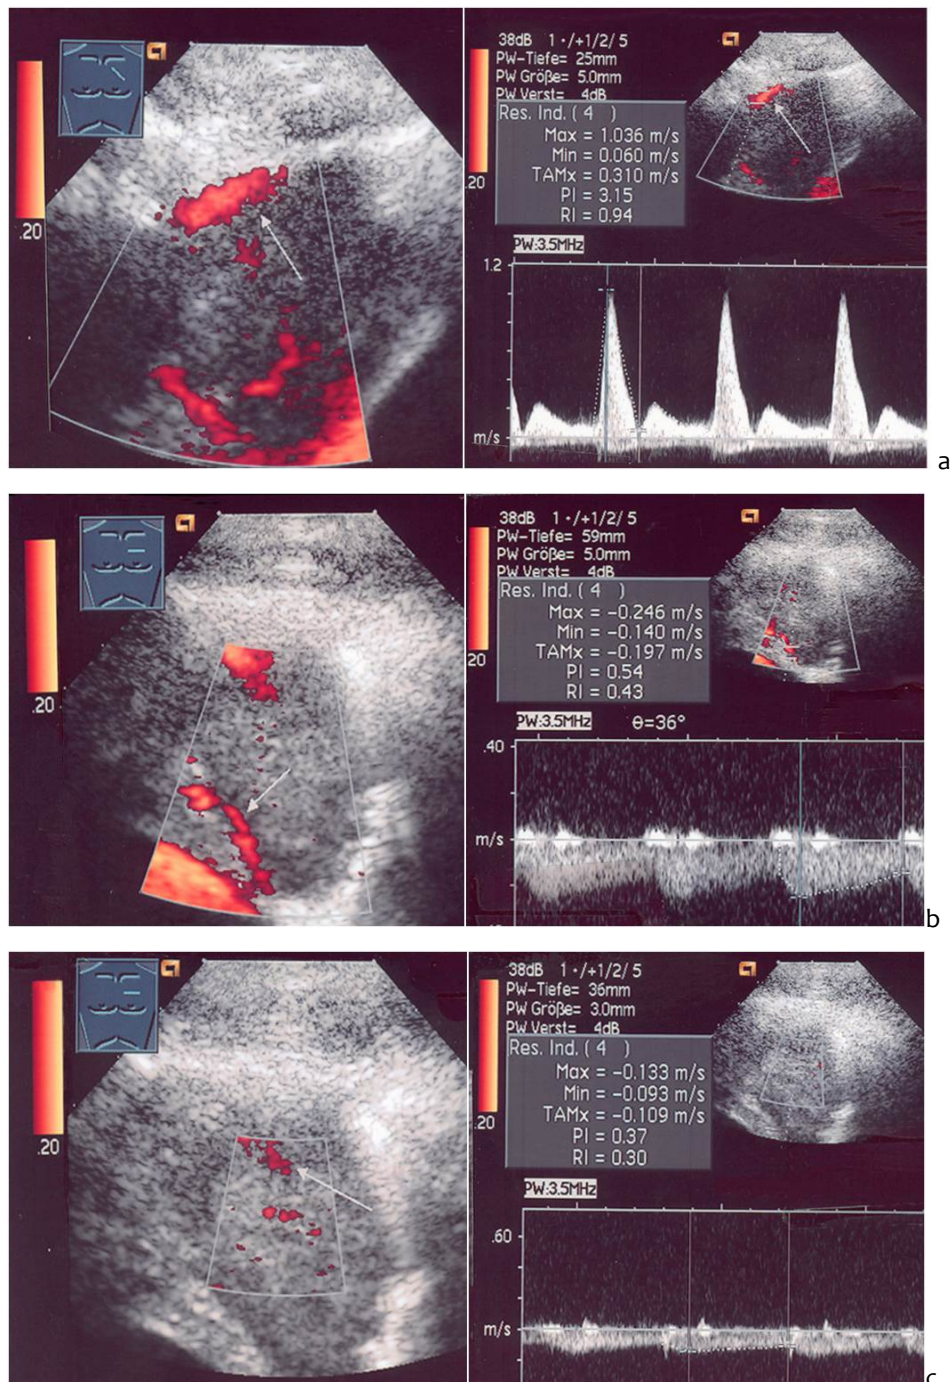 .20
38dB 1 ·/+1/2/ 5
PW-Tiefe= 25mm
PW Größe= 5.0mm
PW Verst= 4dB
Res. Ind. ( 4 )
Max = 1.036 m/s
Min = 0.060 m/s
TAMx = 0.310 m/s
PI = 3.15
RI = 0.94
.20
PW:3.5MHz
1.2
m/s
a
.20
38dB 1 ·/+1/2/ 5
PW-Tiefe= 59mm
PW Größe= 5.0mm
PW Verst= 4dB
Res. Ind. ( 4 )
Max = -0.246 m/s
Min = -0.140 m/s
TAMx = -0.197 m/s
PI = 0.54
RI = 0.43
20
PW:3.5MHz θ=36°
.40
m/s
b
.20
38dB 1 ·/+1/2/ 5
PW-Tiefe= 36mm
PW Größe= 3.0mm
PW Verst= 4dB
Res. Ind. ( 4 )
Max = -0.133 m/s
Min = -0.093 m/s
TAMx = -0.109 m/s
PI = 0.37
RI = 0.30
.20
PW:3.5MHz
.60
m/s
c